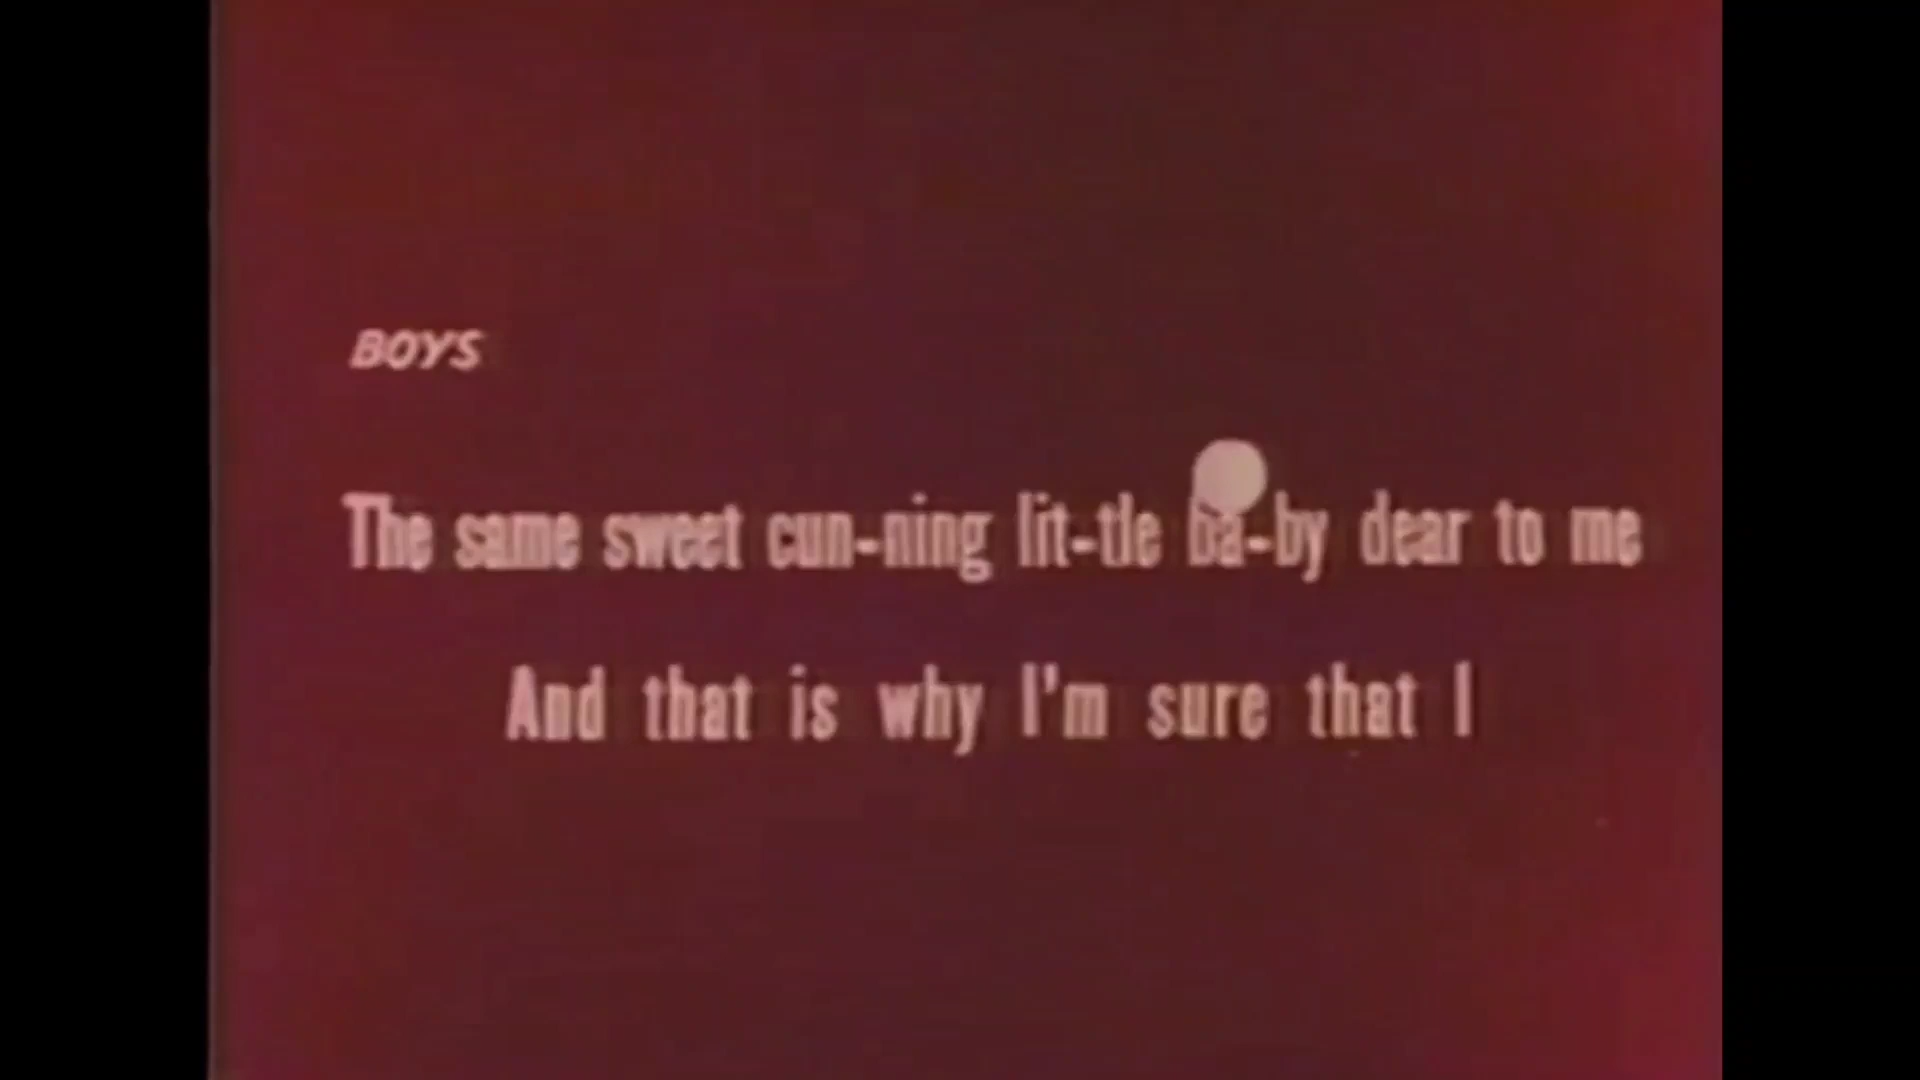 BOYS
The same sweet cun-ning lit-tle ba-by dear to me
And that is why I'm sure that I